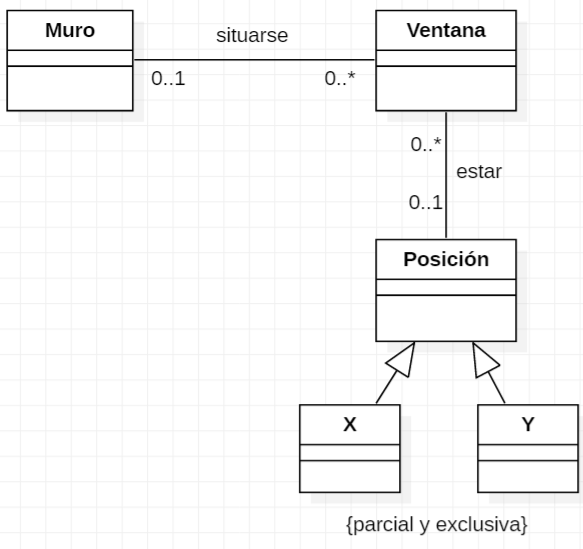 Muro
situarse
Ventana
0..1
0..*
0..*
estar
0..1
Posición
X
Y
{parcial y exclusiva}